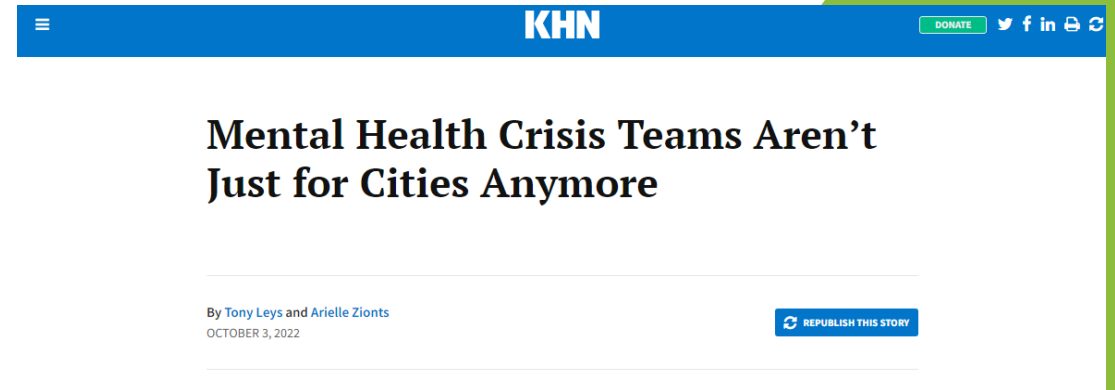 KHN
DONATE
Mental Health Crisis Teams Aren’t
Just for Cities Anymore
By Tony Leys and Arielle Zionts
OCTOBER 3, 2022
REPUBLISH THIS STORY